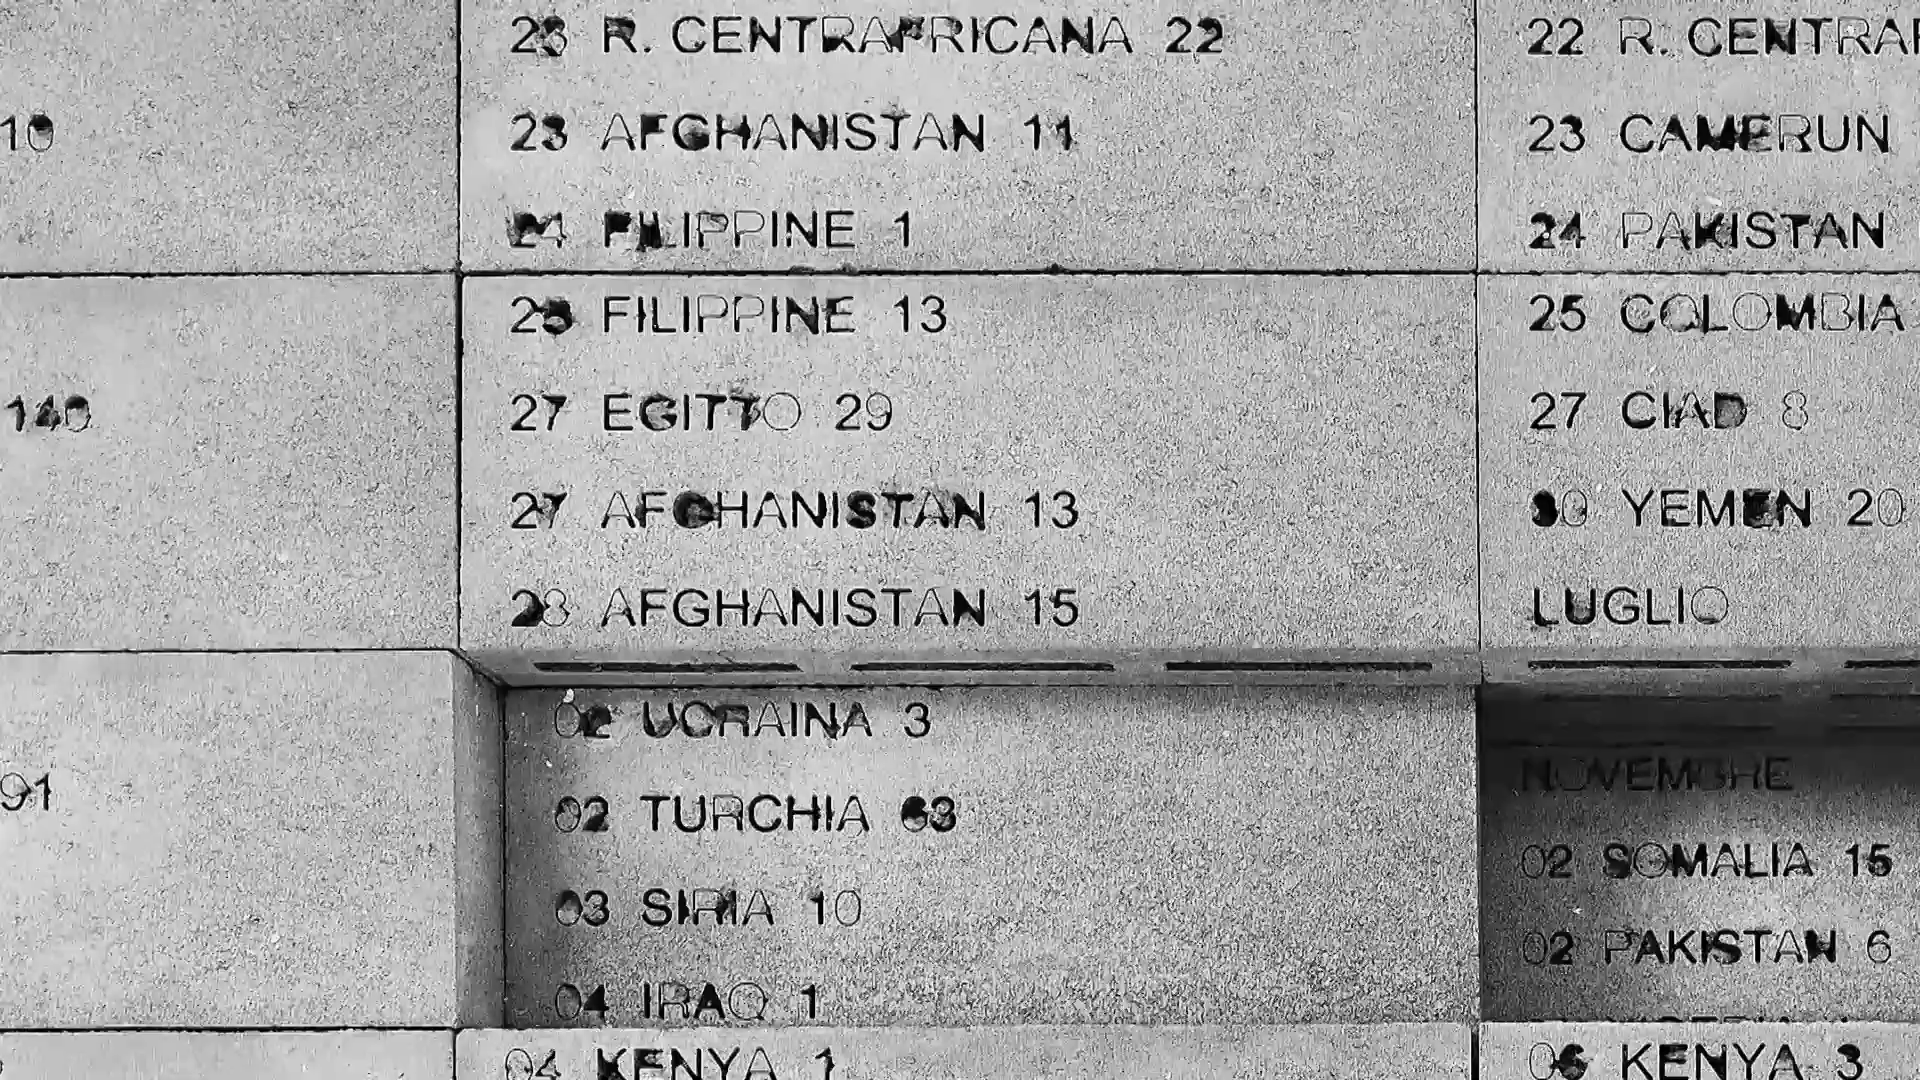 10
140
91
23 R. CENTRAFRICANA 22
23 AFGHANISTAN 11
24 FILIPPINE 1
25 FILIPPINE 13
27 EGITTO 29
27 AFGHANISTAN 13
28 AFGHANISTAN 15
02 UCRAINA 3
02 TURCHIA 63
03 SIRIA 10
04 IRAQ 1
04 KENYA 1
22 R. CENTRAF
23 CAMERUN
24 PAKISTAN
25 COLOMBIA
27 CIAD 8
30 YEMEN 20
LUGLIO
NOVEMBRE
02 SOMALIA 15
02 PAKISTAN 6
06 KENYA 3